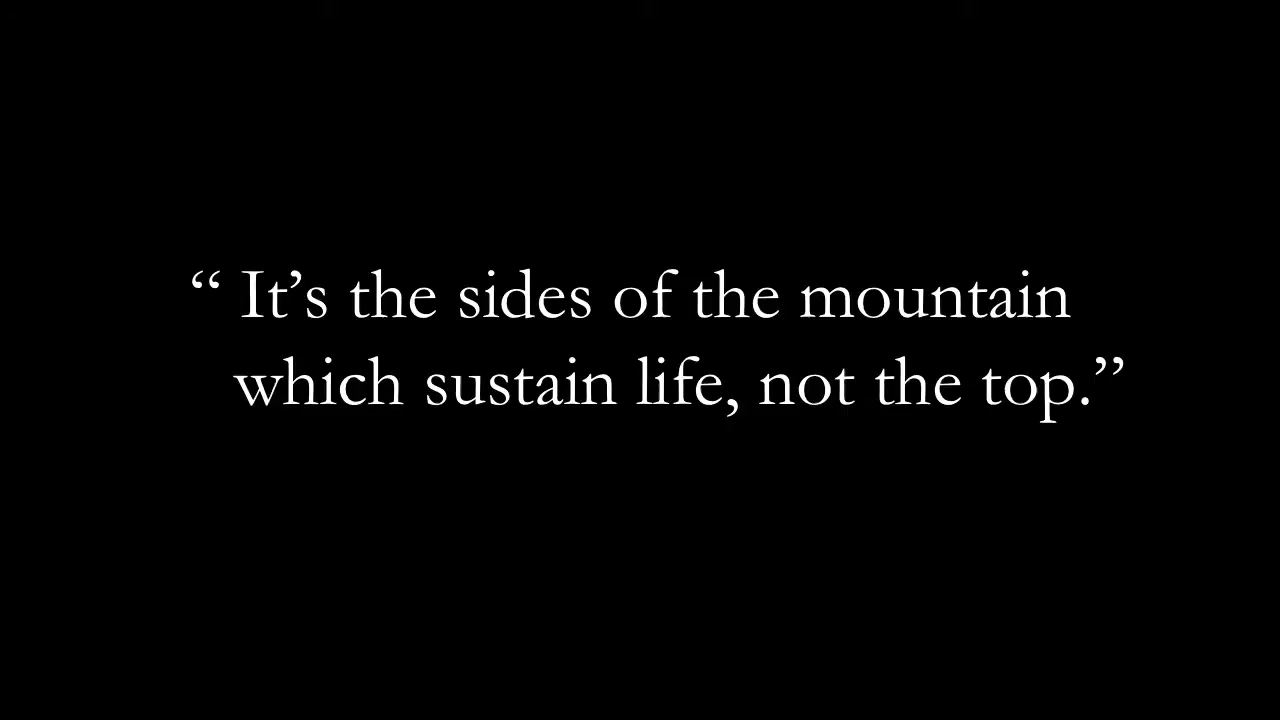 “ It’s the sides of the mountain
which sustain life, not the top.”